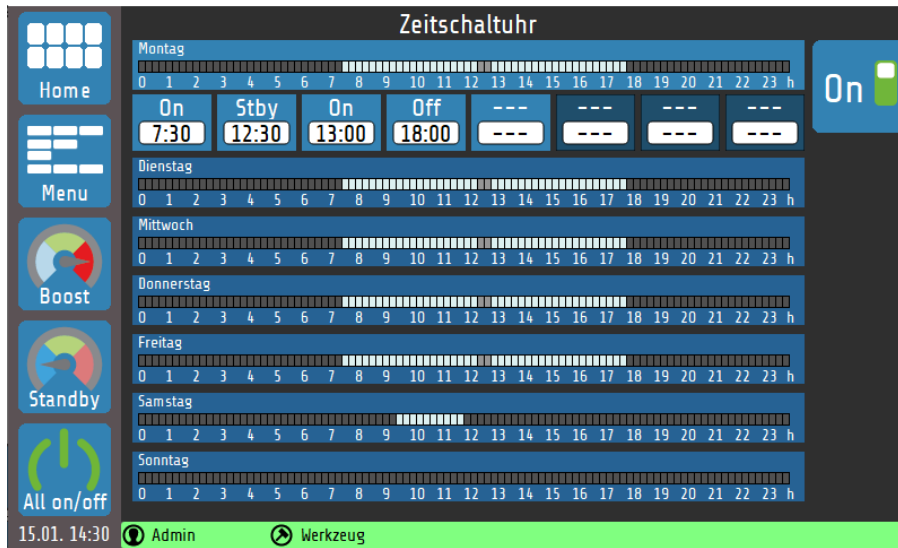 Zeitschaltuhr
Home
Menu
Boost
Standby
All on/off
15.01. 14:30
Montag
0 1 2 3 4 5 6 7 8 9 10 11 12 13 14 15 16 17 18 19 20 21 22 23 h
On Stby On Off --- --- --- ---
7:30 12:30 13:00 18:00 --- --- --- ---
Dienstag
0 1 2 3 4 5 6 7 8 9 10 11 12 13 14 15 16 17 18 19 20 21 22 23 h
Mittwoch
0 1 2 3 4 5 6 7 8 9 10 11 12 13 14 15 16 17 18 19 20 21 22 23 h
Donnerstag
0 1 2 3 4 5 6 7 8 9 10 11 12 13 14 15 16 17 18 19 20 21 22 23 h
Freitag
0 1 2 3 4 5 6 7 8 9 10 11 12 13 14 15 16 17 18 19 20 21 22 23 h
Samstag
0 1 2 3 4 5 6 7 8 9 10 11 12 13 14 15 16 17 18 19 20 21 22 23 h
Sonntag
0 1 2 3 4 5 6 7 8 9 10 11 12 13 14 15 16 17 18 19 20 21 22 23 h
On
Admin Werkzeug